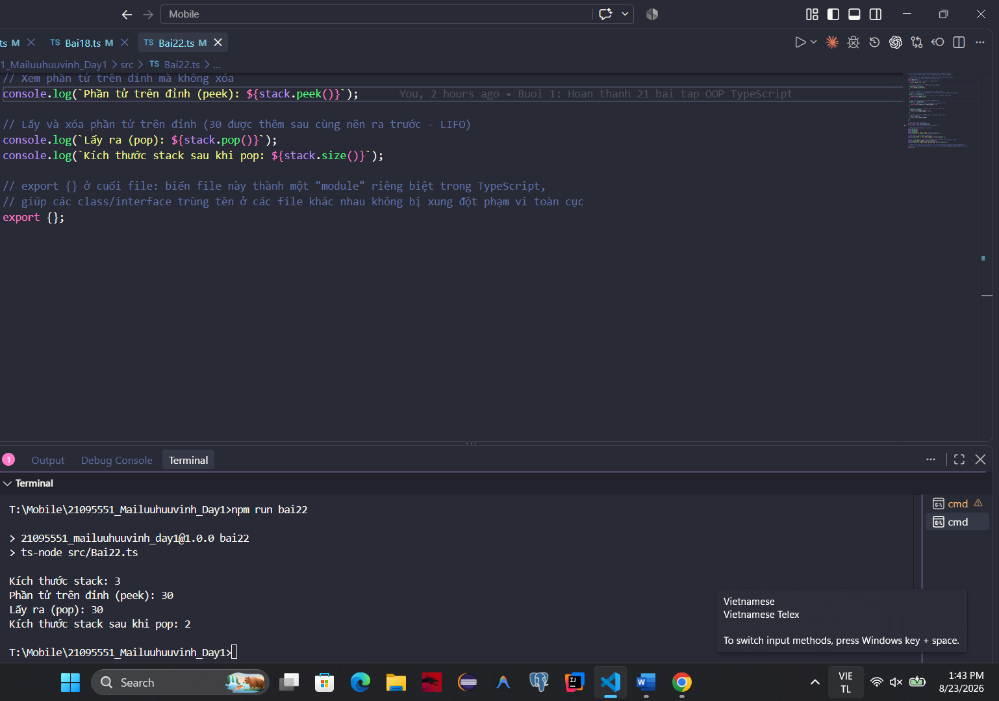 Mobile
ts M
TS Bai18.ts M
TS Bai22.ts M
1_Mailuuhuuvinh_Day1 > src > TS Bai22.ts > ...
// Xem phần tử trên đỉnh mà không xóa
console.log(`Phần tử trên đỉnh (peek): ${stack.peek()}`); You, 2 hours ago • Buoi 1: Hoan thanh 21 bai tap OOP TypeScript
// Lấy và xóa phần tử trên đỉnh (30 được thêm sau cùng nên ra trước - LIFO)
console.log(`Lấy ra (pop): ${stack.pop()}`);
console.log(`Kích thước stack sau khi pop: ${stack.size()}`);
// export {} ở cuối file: biến file này thành một "module" riêng biệt trong TypeScript,
// giúp các class/interface trùng tên ở các file khác nhau không bị xung đột phạm vi toàn cục
export {};
1 Output Debug Console Terminal
Terminal
T:\Mobile\21095551_Mailuuhuuvinh_Day1>npm run bai22
> 21095551_mailuuhuuvinh_day1@1.0.0 bai22
> ts-node src/Bai22.ts
Kích thước stack: 3
Phần tử trên đỉnh (peek): 30
Lấy ra (pop): 30
Kích thước stack sau khi pop: 2
T:\Mobile\21095551_Mailuuhuuvinh_Day1>
cmd
cmd
Vietnamese
Vietnamese Telex
To switch input methods, press Windows key + space.
Search
VIE
TL
1:43 PM
8/23/2026